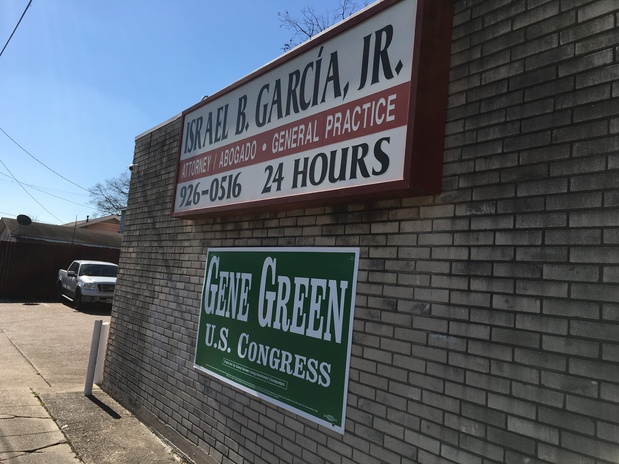 ISRAEL B. GARCÍA, JR.
ATTORNEY / ABOGADO • GENERAL PRACTICE
926-0516 24 HOURS
GENE GREEN
U.S. CONGRESS